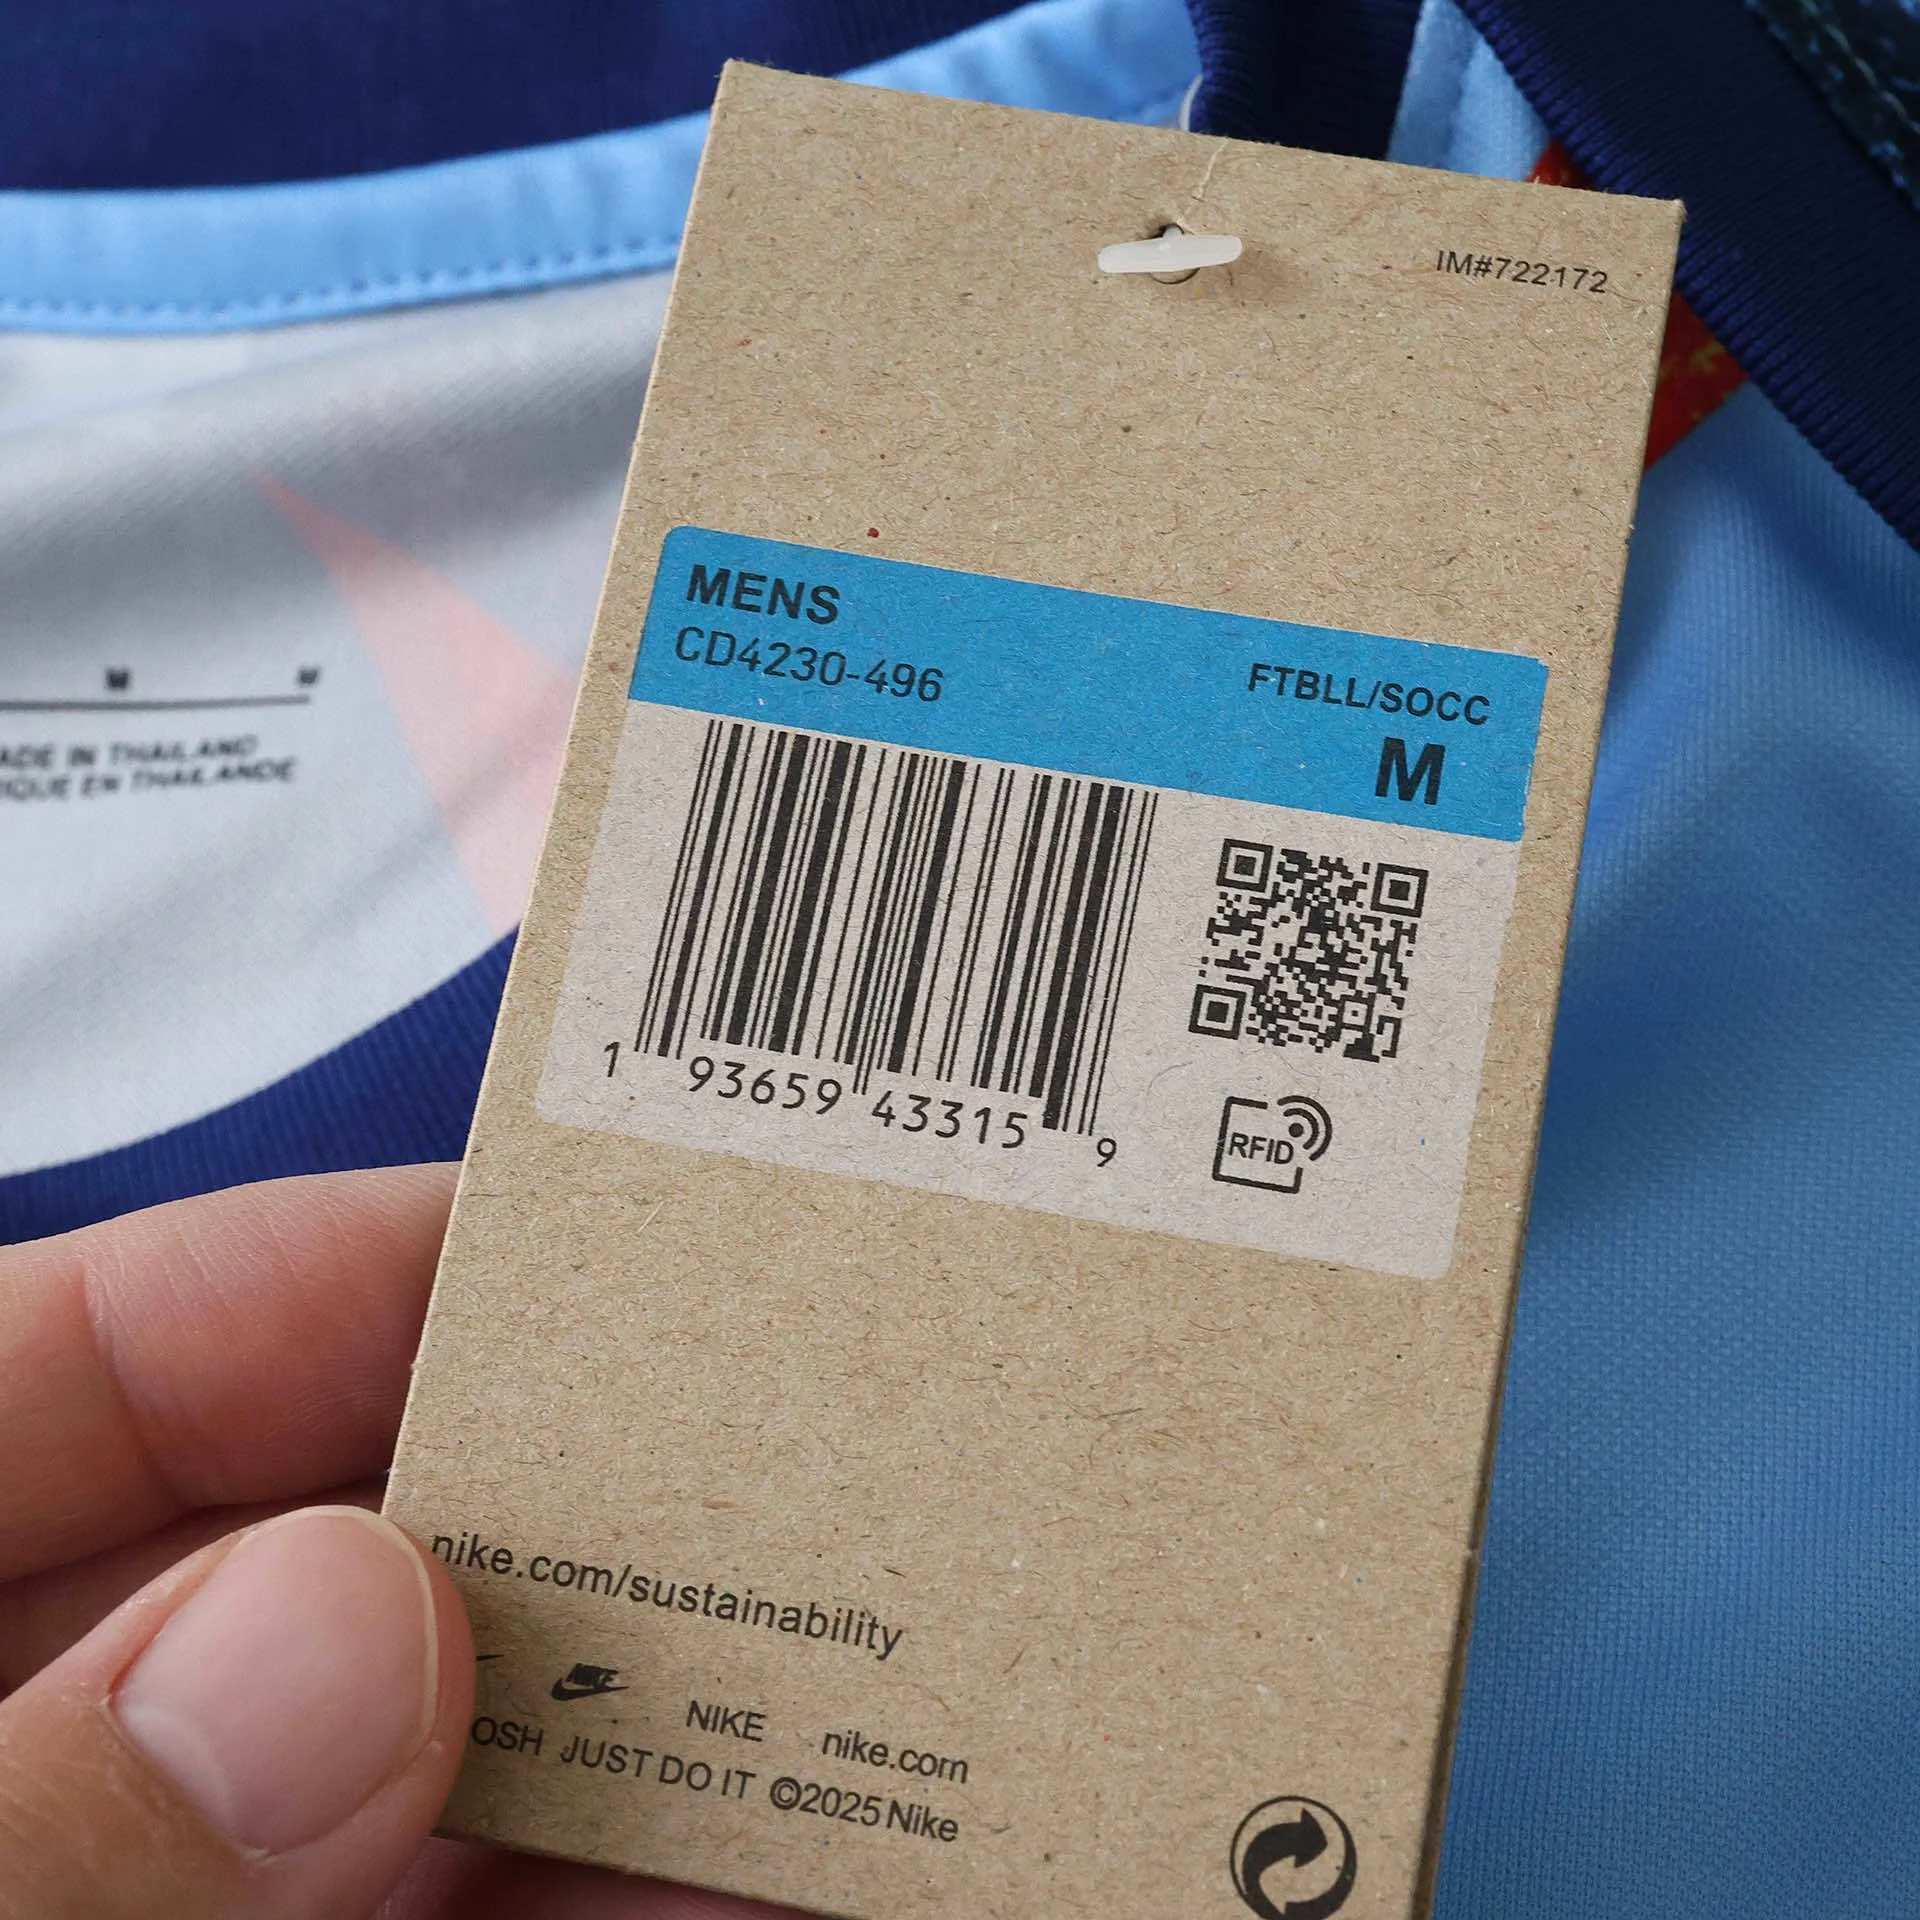 IM#722172
MENS
CD4230-496
FTBLL/SOCC
M
1 93659 43315 9
RFID
M M
ADE IN THAILAND
IQUE EN THAILANDE
nike.com/sustainability
NIKE NIKE nike.com
OSH JUST DO IT ©2025 Nike